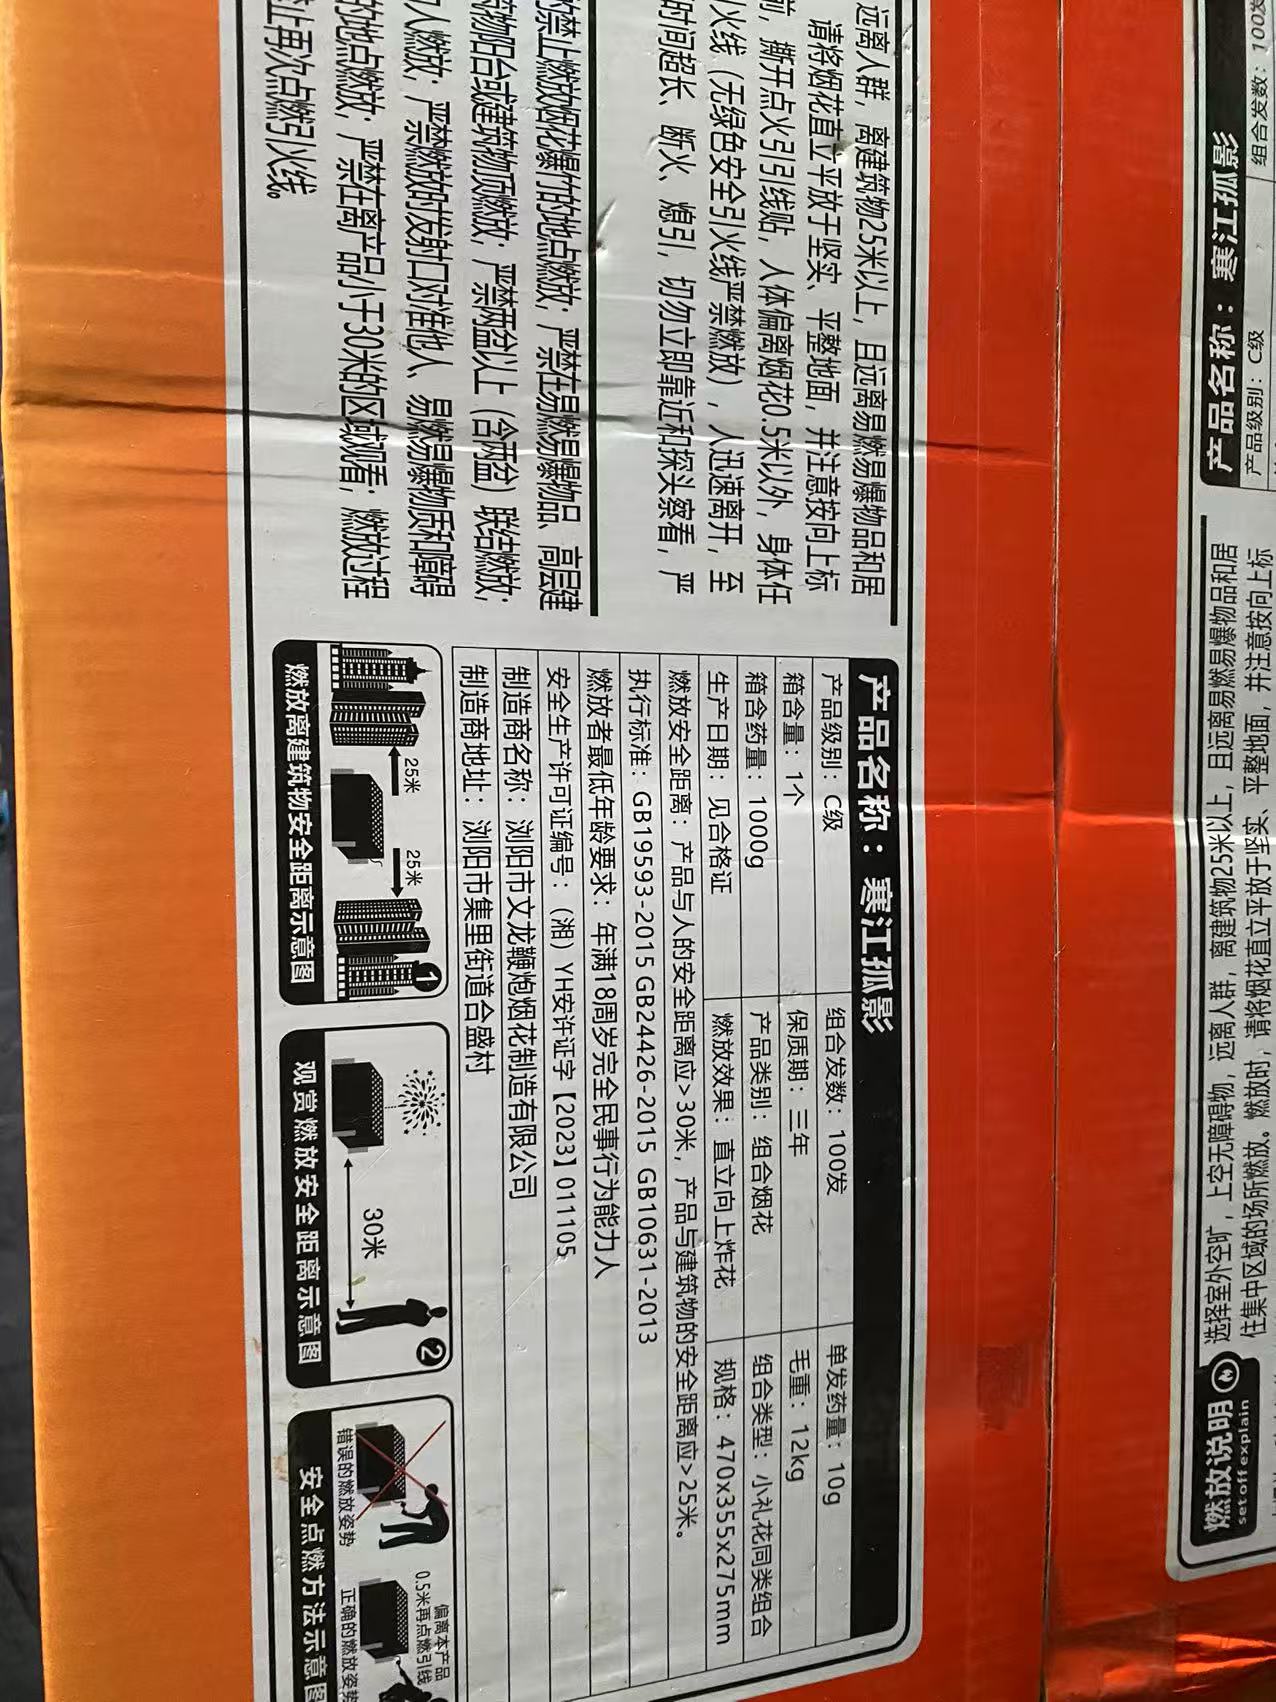 远离人群，离建筑物25米以上，且远离易燃易爆物品和居
请将烟花直立平放于坚实、平整地面，并注意按向上标
前，撕开点火引引线贴，人体偏离烟花0.5米以外，身体任
火线（无绿色安全引火线严禁燃放），人迅速离开，至
时间超长、断火、熄引，切勿立即靠近和探头察看，严
禁止燃放烟花爆竹的地点燃放；严禁在易燃易爆物品、高层建
筑物阳台或建筑物顶燃放；严禁两盆以上（含两盆）联结燃放；
人燃放；严禁燃放的发射口对准他人、易燃易爆物质和障碍
的地点燃放；严禁在离产品小于30米的区域观看；燃放过程
止再次点燃引火线。
产品名称：寒江孤影
产品级别：C级 组合发数：100发 单发药量：10g
箱含量：1个 保质期：三年 毛重：12kg
箱含药量：1000g 产品类别：组合烟花 组合类型：小礼花同类组合
生产日期：见合格证 燃放效果：直立向上炸花 规格：470x355x275mm
燃放安全距离：产品与人的安全距离应>30米，产品与建筑物的安全距离应>25米。
执行标准：GB19593-2015 GB24426-2015 GB10631-2013
燃放者最低年龄要求：年满18周岁完全民事行为能力人
安全生产许可证编号：（湘）YH安许证字【2023】011105
制造商名称：浏阳市文龙鞭炮烟花制造有限公司
制造商地址：浏阳市集里街道合盛村
25米 25米
1
燃放离建筑物安全距离示意图
30米
2
观赏燃放安全距离示意图
偏离本产品
0.5米再点燃引线
错误的燃放姿势 正确的燃放姿势
安全点燃方法示意图
产品名称：寒江孤影
产品级别：C级 组合发数：100发
燃放说明
setoff explain
选择室外空旷，上空无障碍物，远离人群，离建筑物25米以上，且远离易燃易爆物品和居
住集中区域的场所燃放。燃放时，请将烟花直立平放于坚实、平整地面，并注意按向上标